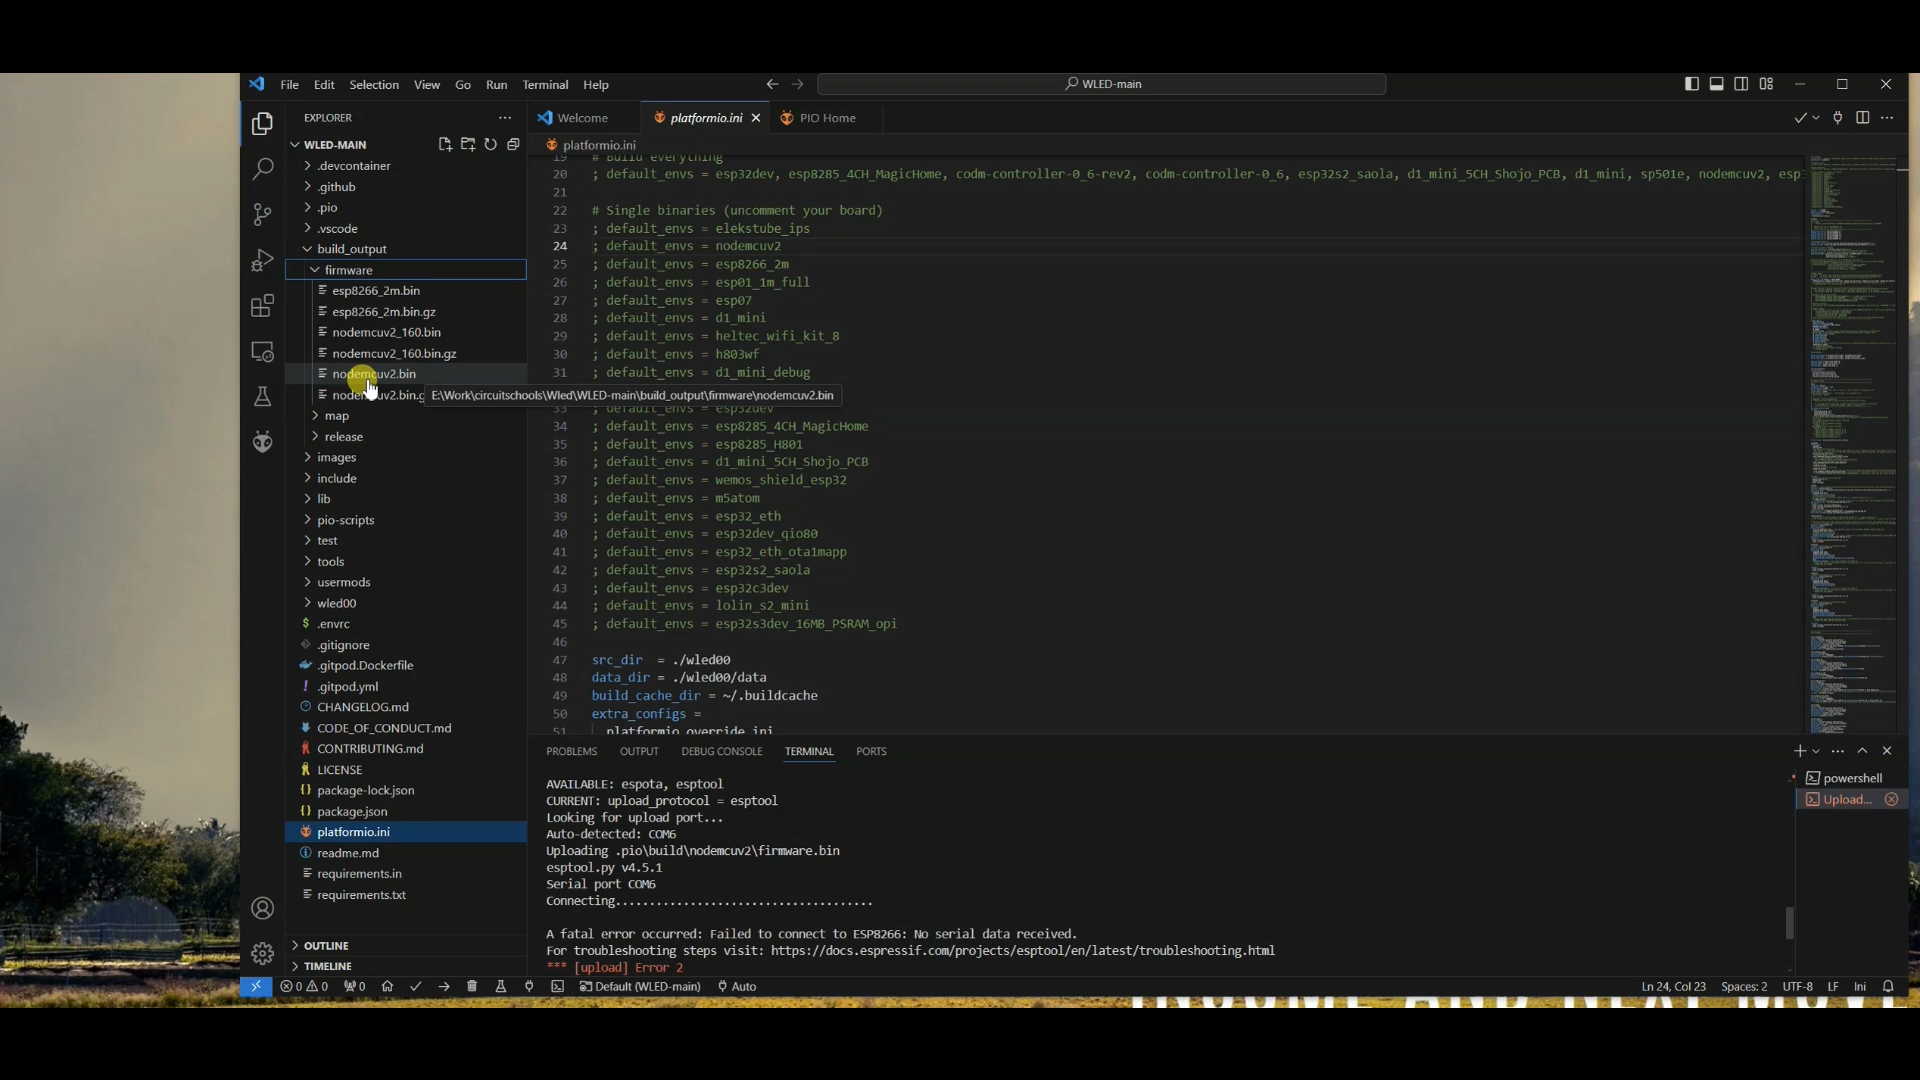 File Edit Selection View Go Run Terminal Help
WLED-main
EXPLORER
WLED-MAIN
.devcontainer
.github
.pio
.vscode
build_output
firmware
esp8266_2m.bin
esp8266_2m.bin.gz
nodemcuv2_160.bin
nodemcuv2_160.bin.gz
nodemcuv2.bin
E:\Work\circuitschools\Wled\WLED-main\build_output\firmware\nodemcuv2.bin
map
release
images
include
lib
pio-scripts
test
tools
usermods
wled00
.envrc
.gitignore
.gitpod.Dockerfile
.gitpod.yml
CHANGELOG.md
CODE_OF_CONDUCT.md
CONTRIBUTING.md
LICENSE
package-lock.json
package.json
platformio.ini
readme.md
requirements.in
requirements.txt
OUTLINE
TIMELINE
Welcome platformio.ini PIO Home
platformio.ini
19 # Build everything
20 ; default_envs = esp32dev, esp8285_4CH_MagicHome, codm-controller-0_6-rev2, codm-controller-0_6, esp32s2_saola, d1_mini_5CH_Shojo_PCB, d1_mini, sp501e, nodemcuv2, esp
21
22 # Single binaries (uncomment your board)
23 ; default_envs = elekstube_ips
24 ; default_envs = nodemcuv2
25 ; default_envs = esp8266_2m
26 ; default_envs = esp01_1m_full
27 ; default_envs = esp07
28 ; default_envs = d1_mini
29 ; default_envs = heltec_wifi_kit_8
30 ; default_envs = h803wf
31 ; default_envs = d1_mini_debug
; default_envs = esp32dev
34 ; default_envs = esp8285_4CH_MagicHome
35 ; default_envs = esp8285_H801
36 ; default_envs = d1_mini_5CH_Shojo_PCB
37 ; default_envs = wemos_shield_esp32
38 ; default_envs = m5atom
39 ; default_envs = esp32_eth
40 ; default_envs = esp32dev_qio80
41 ; default_envs = esp32_eth_ota1mapp
42 ; default_envs = esp32s2_saola
43 ; default_envs = esp32c3dev
44 ; default_envs = lolin_s2_mini
45 ; default_envs = esp32s3dev_16MB_PSRAM_opi
46
47 src_dir = ./wled00
48 data_dir = ./wled00/data
49 build_cache_dir = ~/.buildcache
50 extra_configs =
51 platformio_override.ini
PROBLEMS OUTPUT DEBUG CONSOLE TERMINAL PORTS
AVAILABLE: espota, esptool
CURRENT: upload_protocol = esptool
Looking for upload port...
Auto-detected: COM6
Uploading .pio\build\nodemcuv2\firmware.bin
esptool.py v4.5.1
Serial port COM6
Connecting......................................
A fatal error occurred: Failed to connect to ESP8266: No serial data received.
For troubleshooting steps visit: https://docs.espressif.com/projects/esptool/en/latest/troubleshooting.html
*** [upload] Error 2
powershell
Upload...
0 0 0 Default (WLED-main) Auto Ln 24, Col 23 Spaces: 2 UTF-8 LF Ini